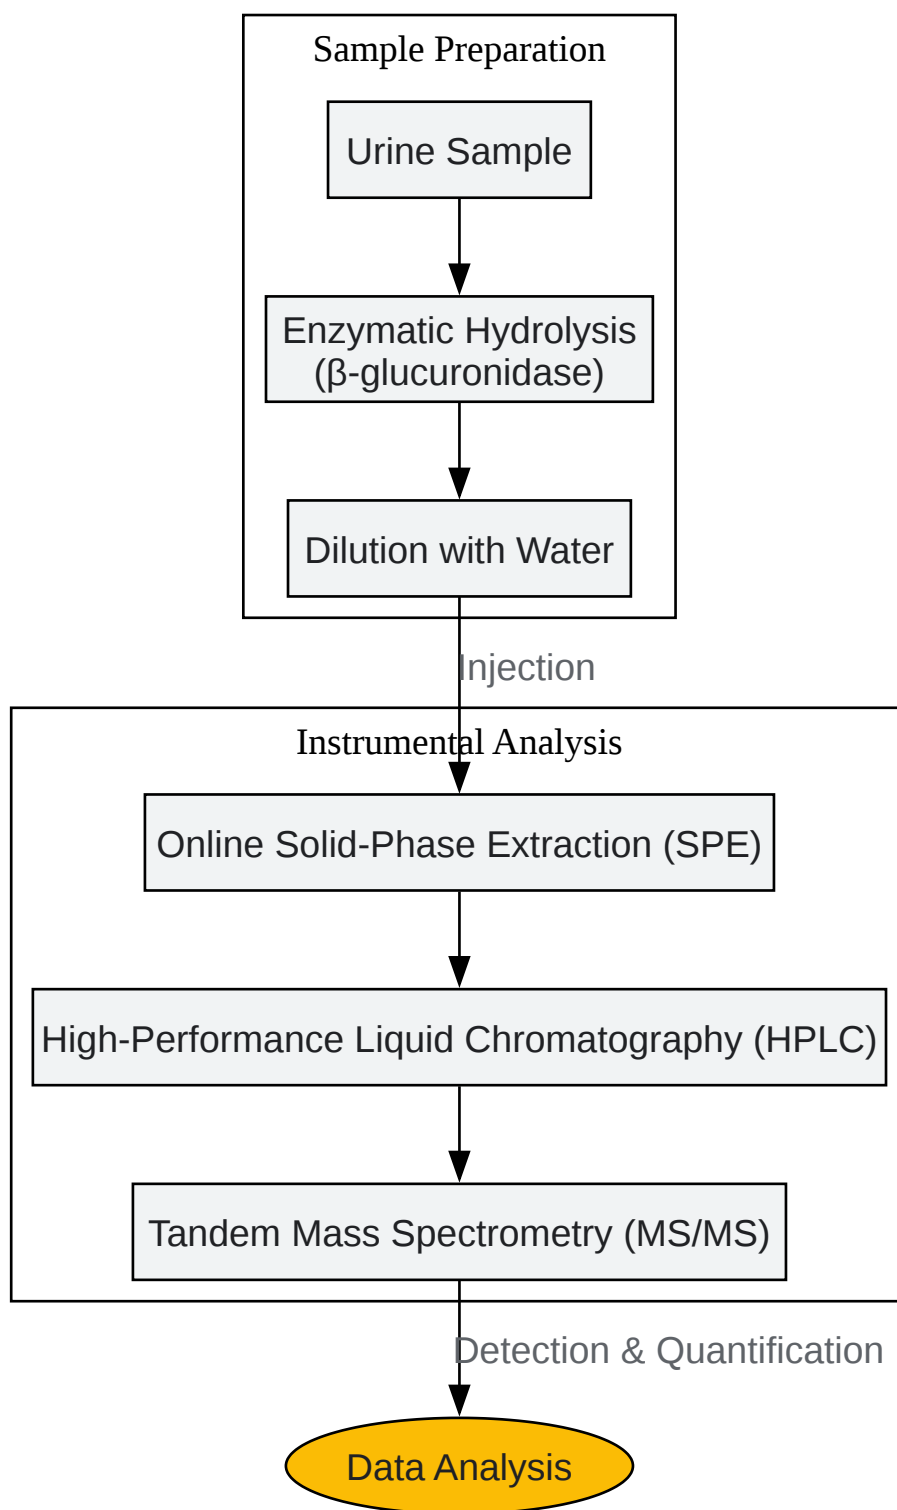 Sample Preparation
Urine Sample
Enzymatic Hydrolysis
(β-glucuronidase)
Dilution with Water
Injection
Instrumental Analysis
Online Solid-Phase Extraction (SPE)
High-Performance Liquid Chromatography (HPLC)
Tandem Mass Spectrometry (MS/MS)
Detection & Quantification
Data Analysis